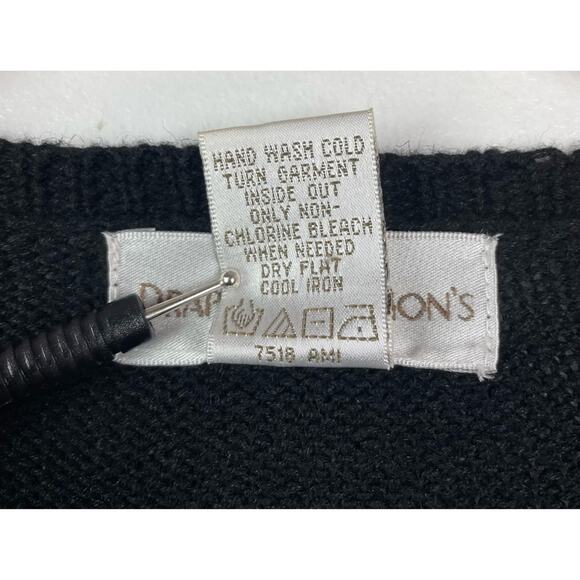 HAND WASH COLD
TURN GARMENT
INSIDE OUT
ONLY NON-
CHLORINE BLEACH
WHEN NEEDED
DRY FLAT
COOL IRON
7518 AMI